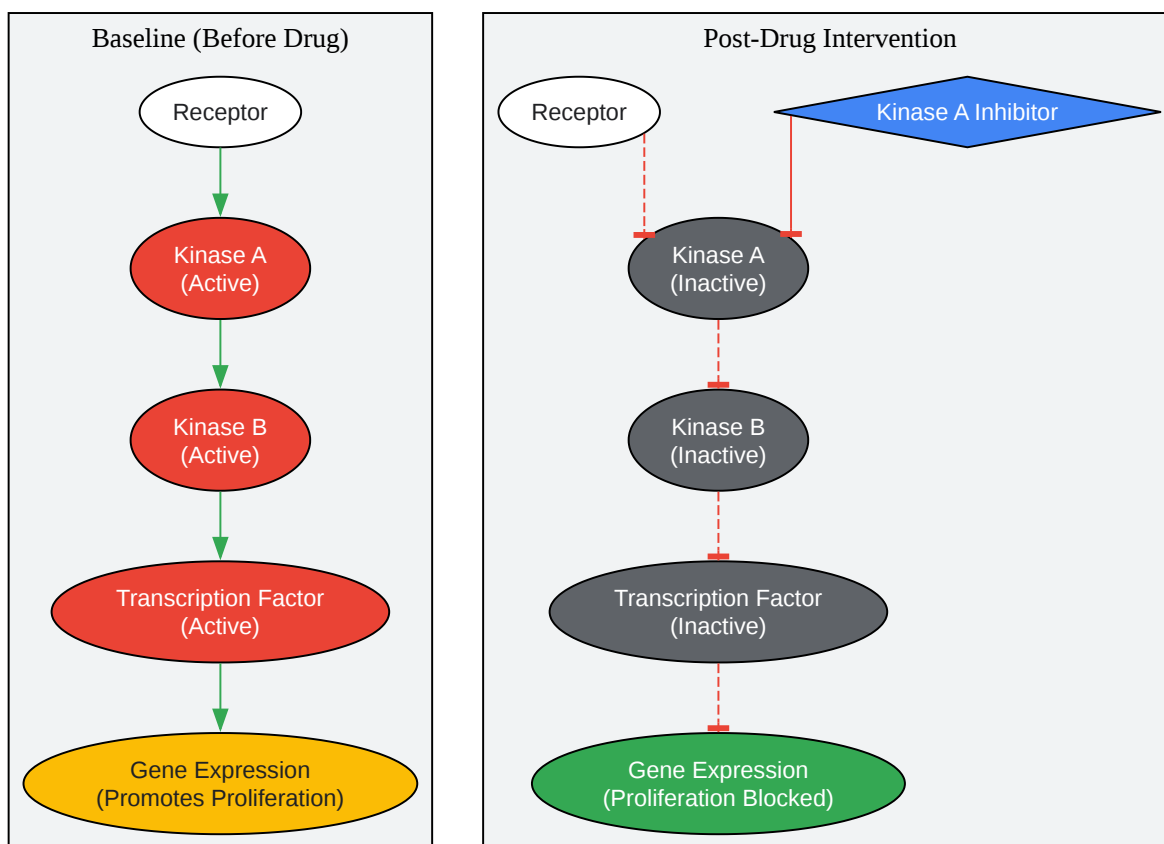 Baseline (Before Drug)
Receptor
Kinase A
(Active)
Kinase B
(Active)
Transcription Factor
(Active)
Gene Expression
(Promotes Proliferation)
Post-Drug Intervention
Receptor
Kinase A Inhibitor
Kinase A
(Inactive)
Kinase B
(Inactive)
Transcription Factor
(Inactive)
Gene Expression
(Proliferation Blocked)